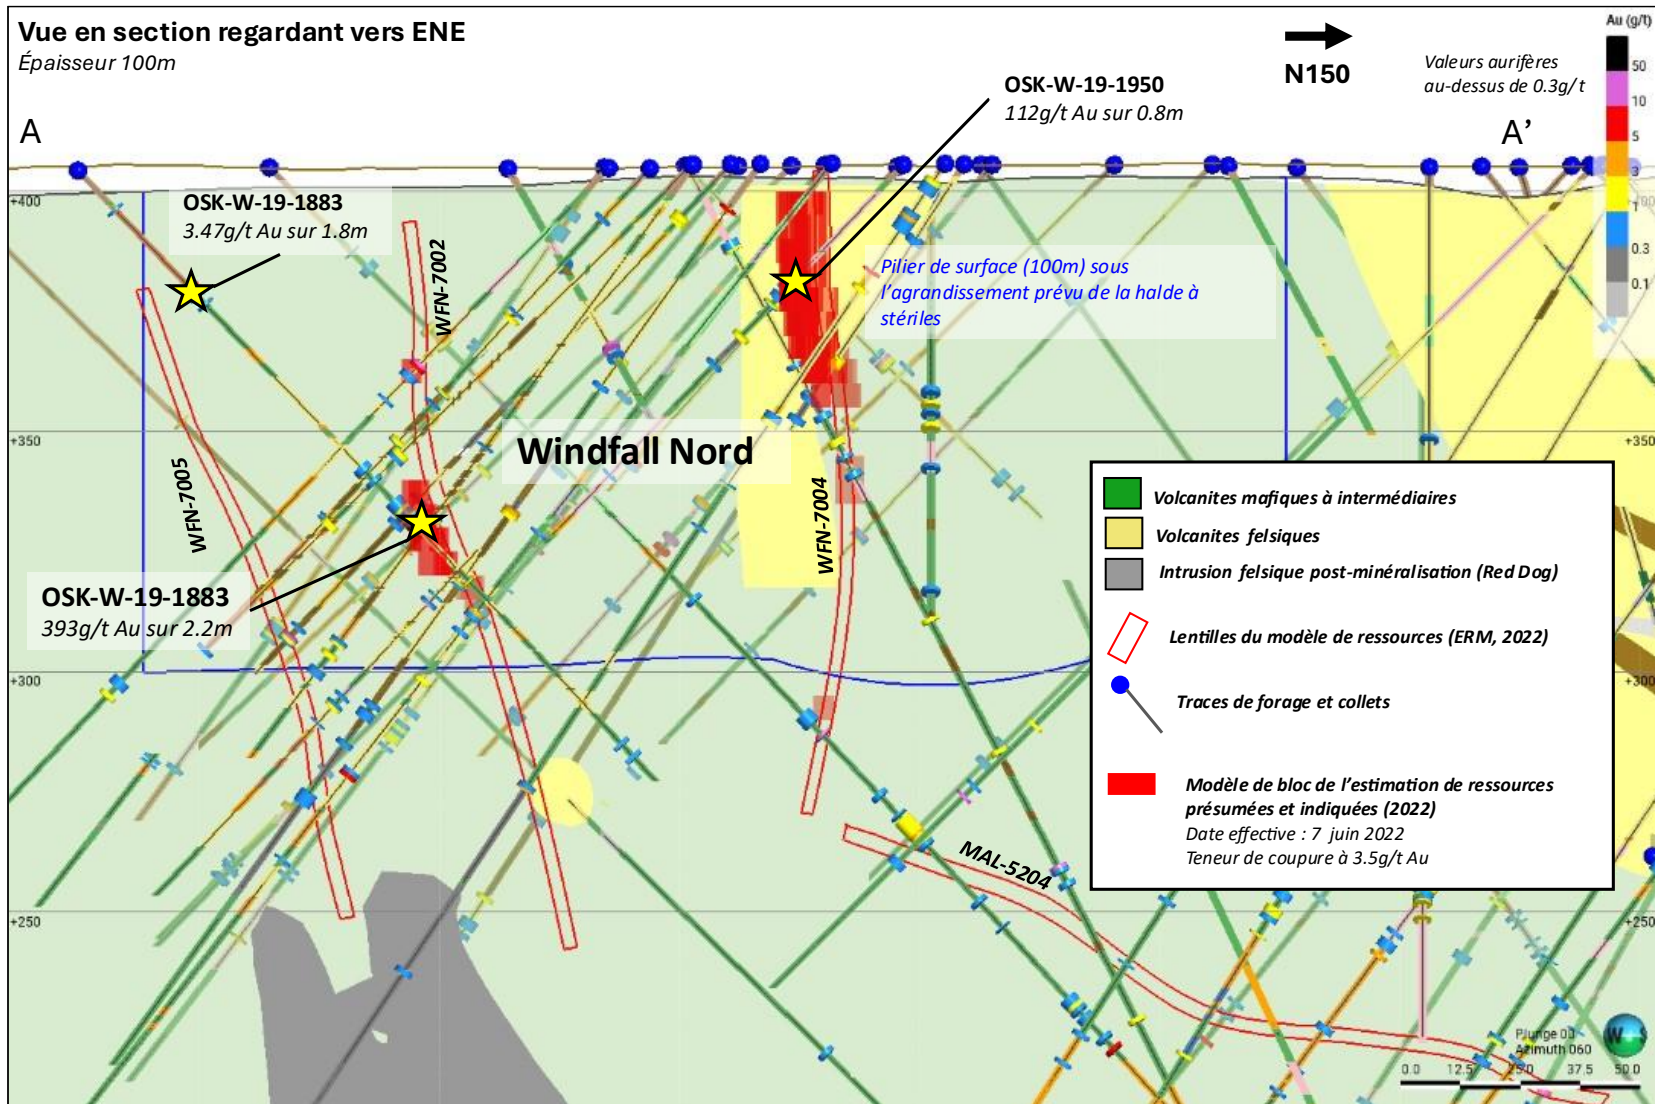 Vue en section regardant vers ENE
Épaisseur 100m
N150
Valeurs aurifères
au-dessus de 0.3g/t
Au (g/t)
50
10
5
3
1
0.3
0.1
A
A’
OSK-W-19-1950
112g/t Au sur 0.8m
OSK-W-19-1883
3.47g/t Au sur 1.8m
+400
WFN-7002
Pilier de surface (100m) sous
l’agrandissement prévu de la halde à
stériles
+350
+350
Windfall Nord
WFN-7005
WFN-7004
OSK-W-19-1883
393g/t Au sur 2.2m
+300
+300
Volcanites mafiques à intermédiaires
Volcanites felsiques
Intrusion felsique post-minéralisation (Red Dog)
Lentilles du modèle de ressources (ERM, 2022)
Traces de forage et collets
Modèle de bloc de l’estimation de ressources
présumées et indiquées (2022)
Date effective : 7 juin 2022
Teneur de coupure à 3.5g/t Au
MAL-5204
+250
+250
Plunge 00
Azimuth 060
W S
0.0 12.5 25.0 37.5 50.0